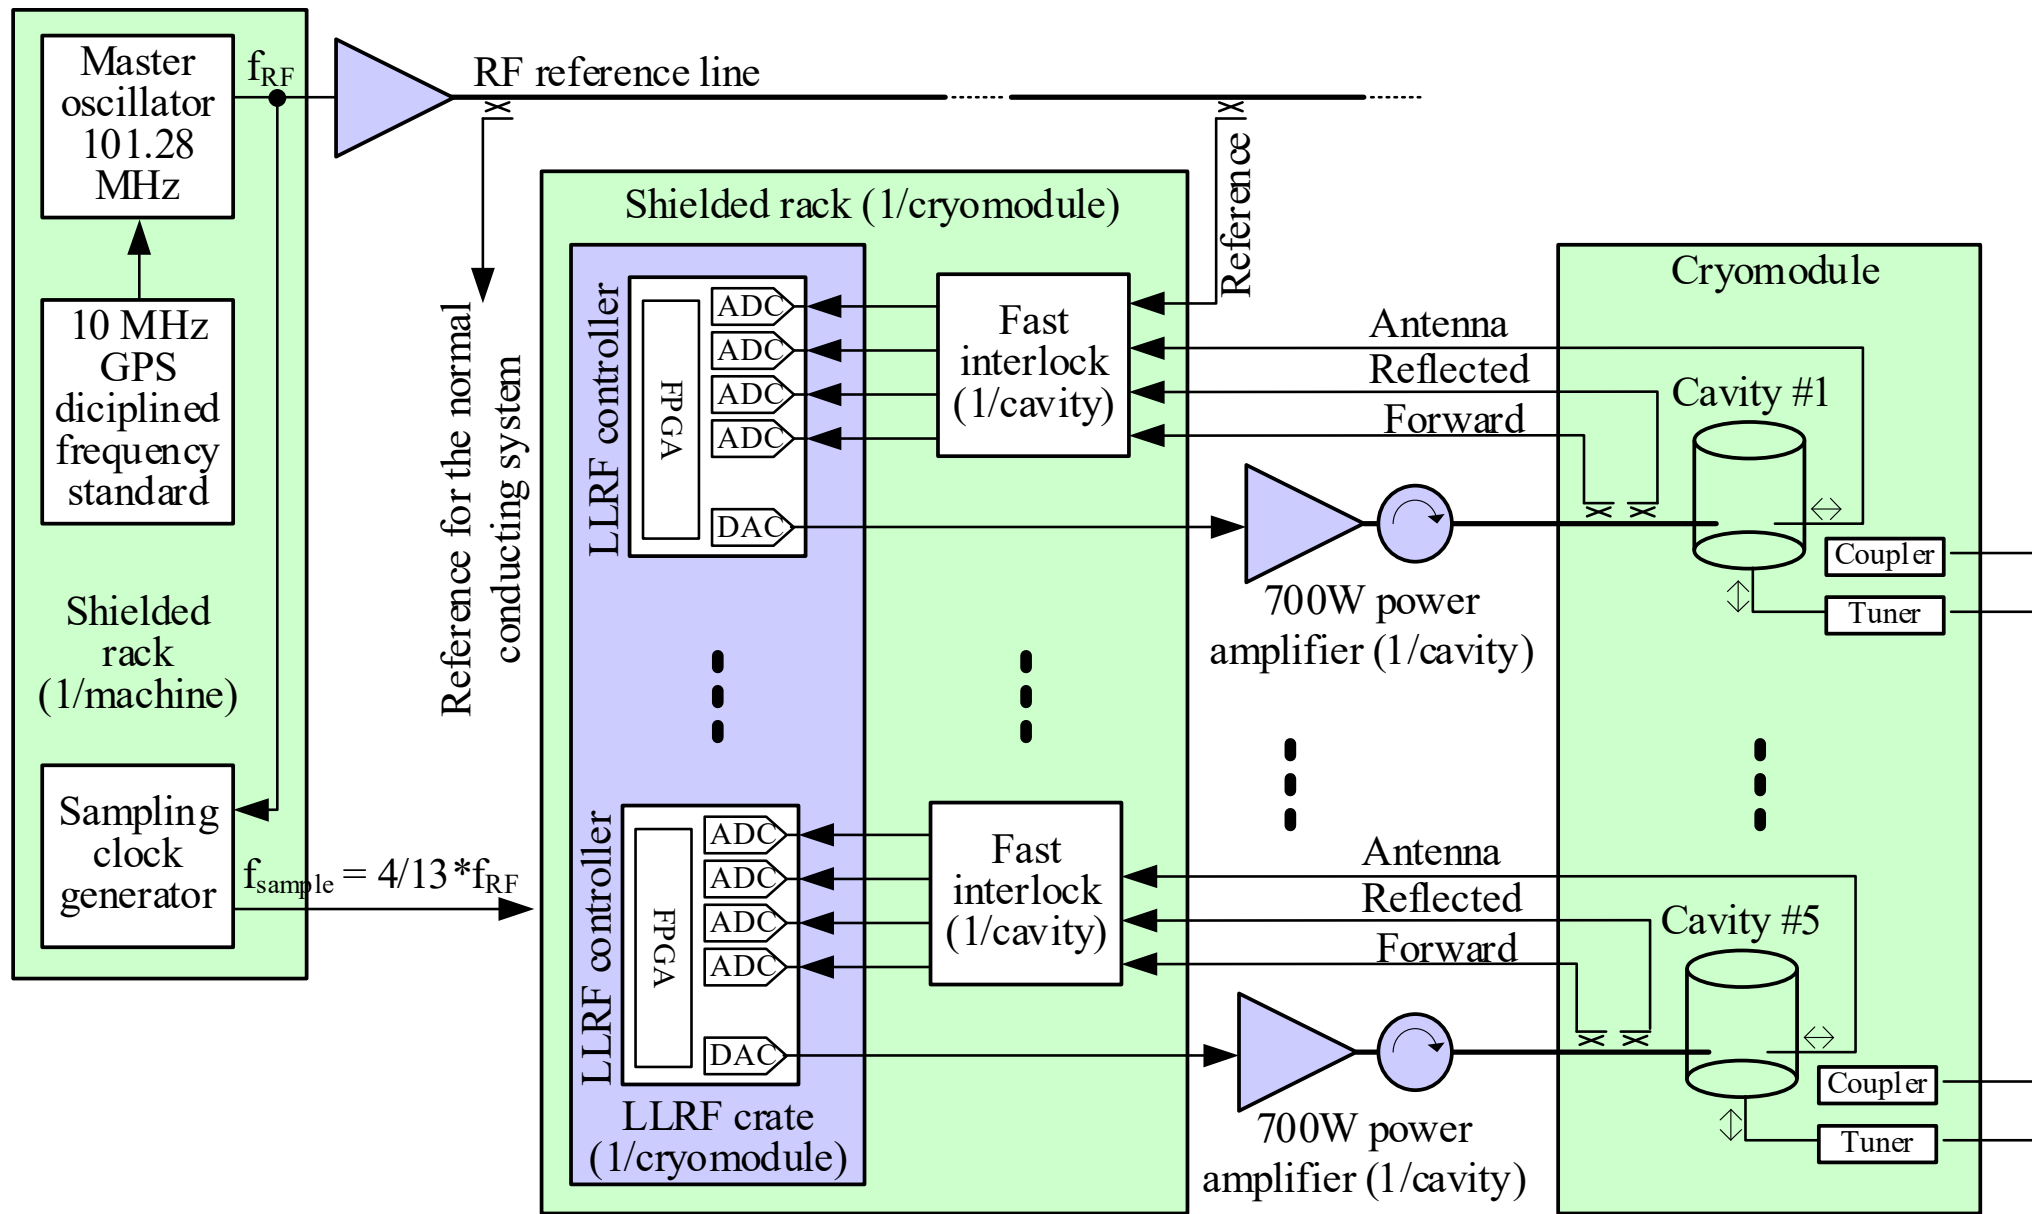 Master
oscillator
101.28
MHz
f_RF
RF reference line
10 MHz
GPS
diciplined
frequency
standard
Shielded
rack
(1/machine)
Sampling
clock
generator
f_sample = 4/13*f_RF
Reference for the normal
conducting system
Shielded rack (1/cryomodule)
Reference
LLRF controller
FPGA
ADC
ADC
ADC
ADC
DAC
Fast
interlock
(1/cavity)
Antenna
Reflected
Forward
700W power
amplifier (1/cavity)
Cryomodule
Cavity #1
Coupler
Tuner
LLRF controller
FPGA
ADC
ADC
ADC
ADC
DAC
LLRF crate
(1/cryomodule)
Fast
interlock
(1/cavity)
Antenna
Reflected
Forward
700W power
amplifier (1/cavity)
Cavity #5
Coupler
Tuner